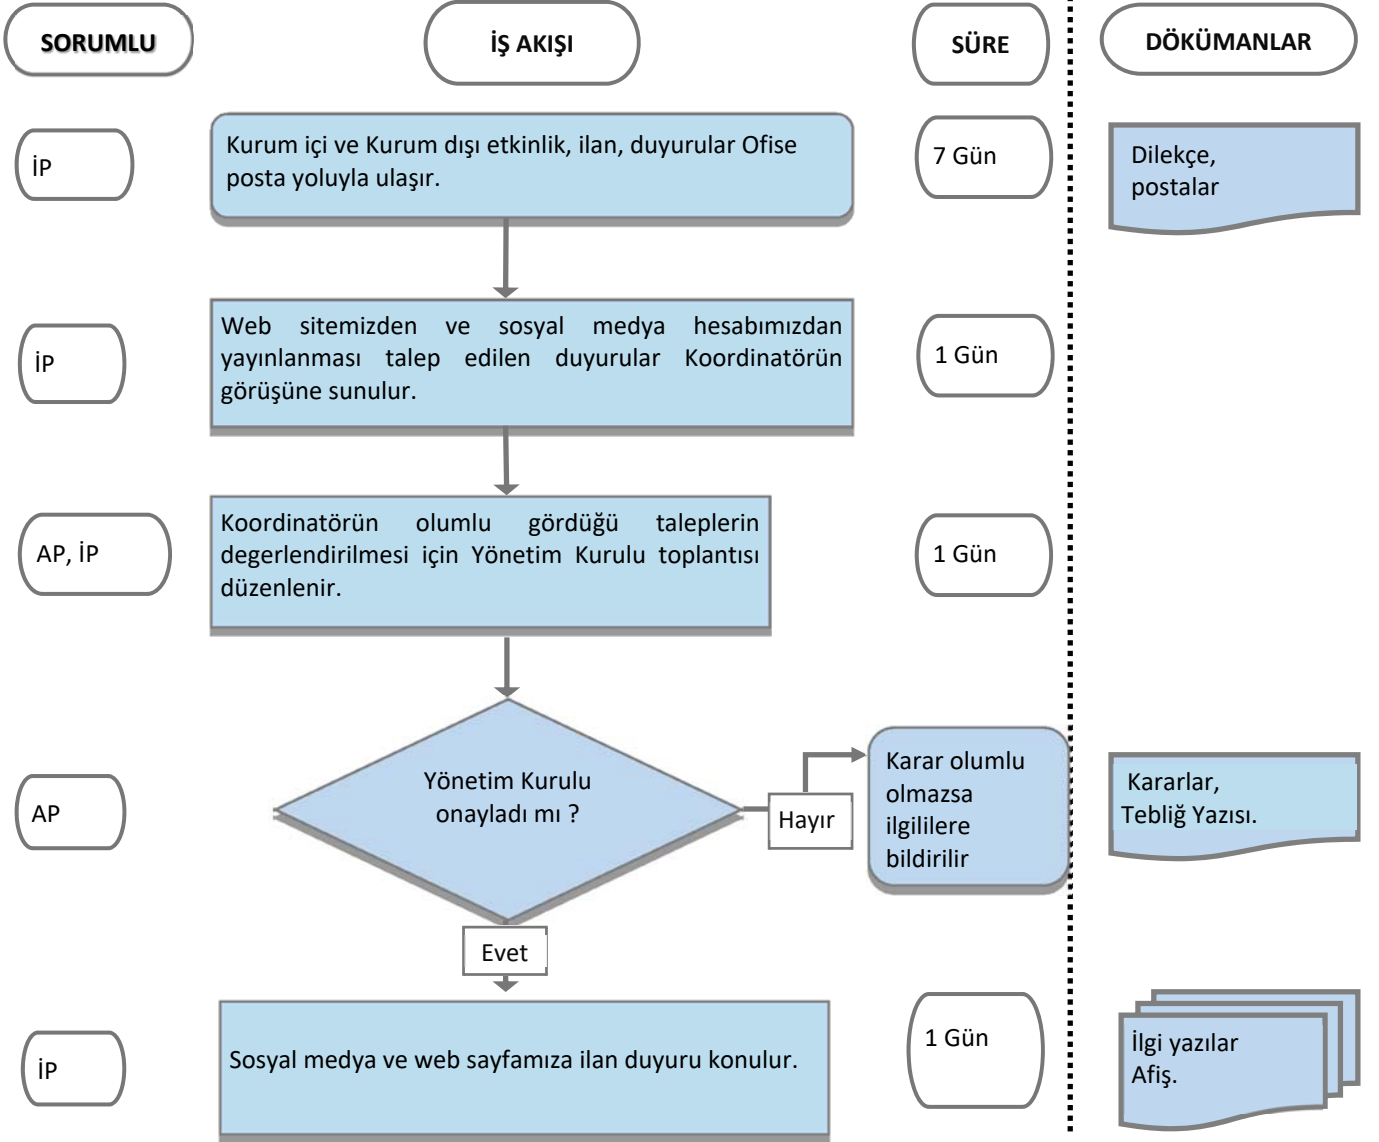 SORUMLU
İŞ AKIŞI
SÜRE
DÖKÜMANLAR
İP
Kurum içi ve Kurum dışı etkinlik, ilan, duyurular Ofise
posta yoluyla ulaşır.
7 Gün
Dilekçe,
postalar
İP
Web sitemizden ve sosyal medya hesabımızdan
yayınlanması talep edilen duyurular Koordinatörün
görüşüne sunulur.
1 Gün
AP, İP
Koordinatörün olumlu gördüğü taleplerin
degerlendirilmesi için Yönetim Kurulu toplantısı
düzenlenir.
1 Gün
AP
Yönetim Kurulu
onayladı mı ?
Hayır
Karar olumlu
olmazsa
ilgililere
bildirilir
Kararlar,
Tebliğ Yazısı.
Evet
İP
Sosyal medya ve web sayfamıza ilan duyuru konulur.
1 Gün
İlgi yazılar
Afiş.